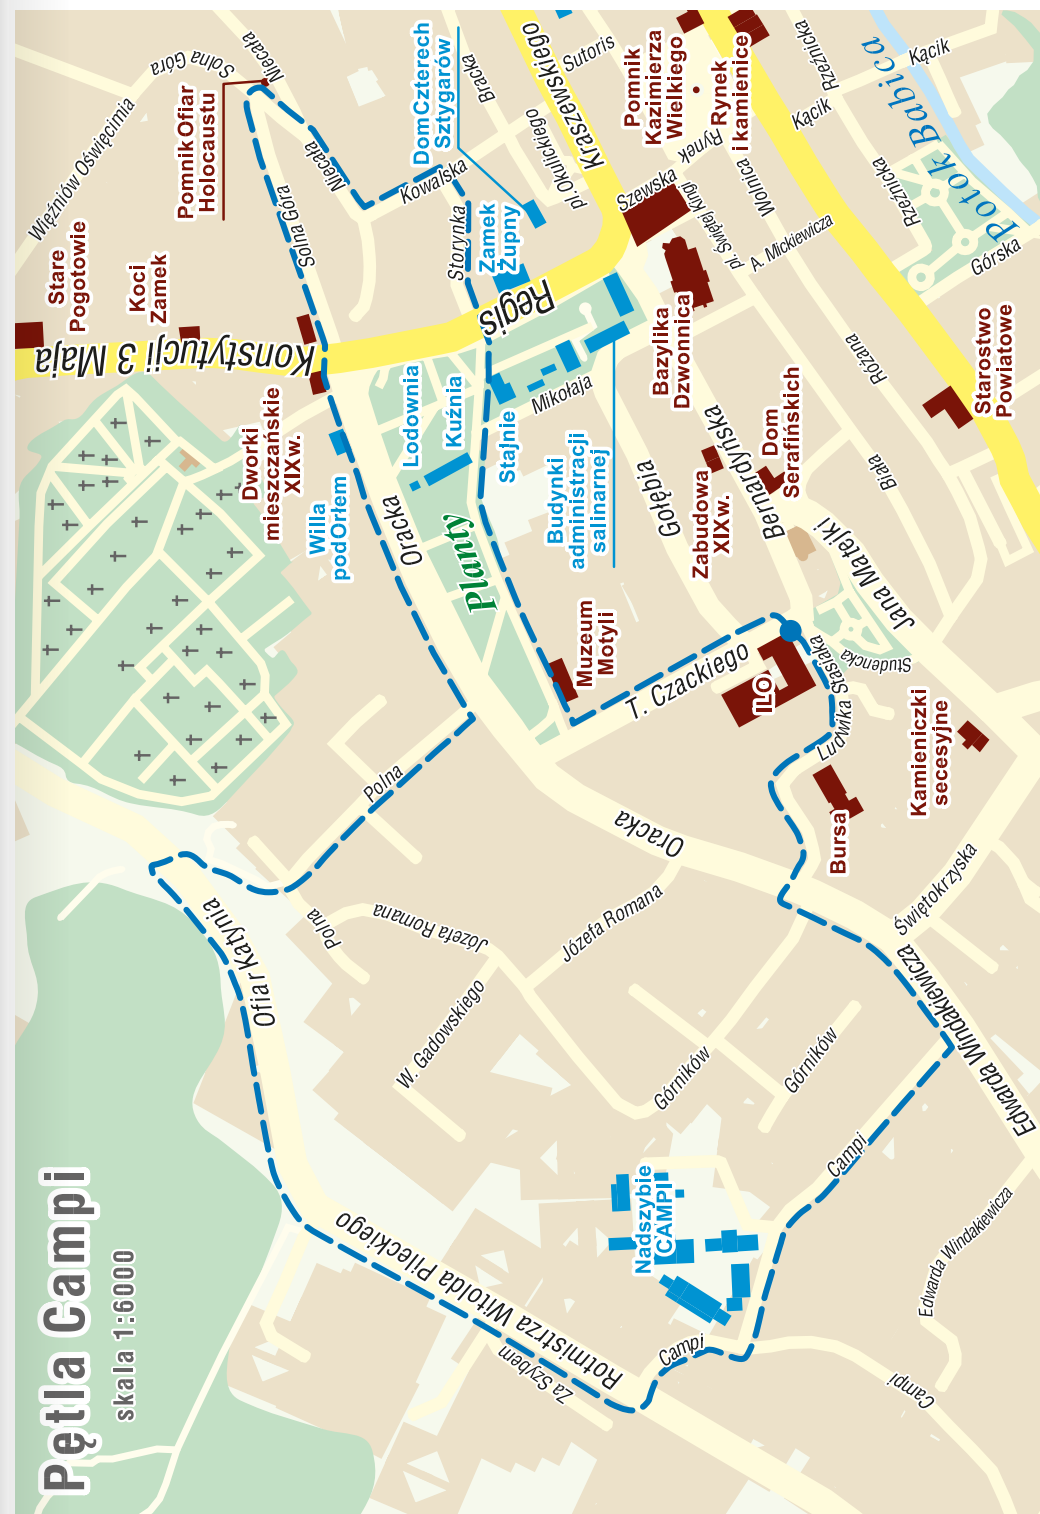 Pętla Campi
skala 1:6000
Solna Góra
Niecała
Więźniów Oświęcimia
Pomnik Ofiar
Holocaustu
Niecała
Solna Góra
Stare
Pogotowie
Koci
Zamek
Konstytucji 3 Maja
Dworki
mieszczańskie
XIXw.
Willa
pod Orłem
Bracka
Dom Czterech
Sztygarów
Kraszewskiego
Sutoris
pl. Okulickiego
Kowalska
Storynka
Zamek
Żupny
Regis
Pomnik
Kazimierza
Wielkiego
Rynek
i kamienice
Rynek
Szewska
pl. Świętej Kingi
Wolnica
A. Mickiewicza
Rzeźnicka
Kącik
Kącik
Rzeźnicka
Potok Babica
Górska
Lodownia
Kuźnia
Stajnie
Mikołaja
Budynki
administracji
salinarnej
Bazylika
Dzwonnica
Różana
Starostwo
Powiatowe
Dom
Serafińskich
Zabudowa
XIXw.
Bernardyńska
Gołębia
Biała
Jana Matejki
Oracka
Planty
Muzeum
Motyli
T. Czackiego
ILO
Ludwika Stasiaka
Studencka
Kamieniczki
secesyjne
Bursa
Polna
Oracka
Świętokrzyska
Polna
Józefa Romana
Józefa Romana
Ofiar Katynia
W. Gadowskiego
Górników
Górników
Edwarda Windakiewicza
Campi
Nadszybie
CAMPI
Edwarda Windakiewicza
Rotmistrza Witolda Pileckiego
Za Szybem
Campi
Campi